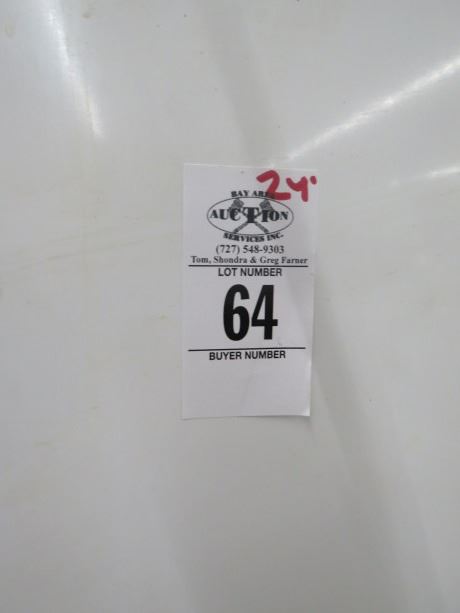 24'
BAY AREA
AUCTION
SERVICES INC.
(727) 548-9303
Tom, Shondra & Greg Farner
LOT NUMBER
64
BUYER NUMBER